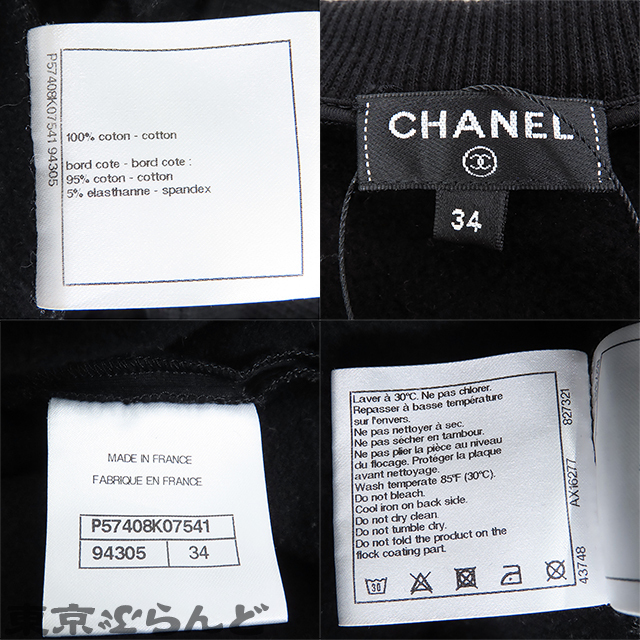 P57408K07541 94305
100% coton - cotton
bord cote - bord cote :
95% coton - cotton
5% elasthanne - spandex
CHANEL
34
MADE IN FRANCE
FABRIQUE EN FRANCE
P57408K07541
94305 34
Laver à 30°C. Ne pas chlorer.
Repasser à basse température
sur l'envers.
Ne pas nettoyer à sec.
Ne pas sécher en tambour.
Ne pas plier la pièce au niveau
du flocage. Protéger la plaque
avant nettoyage.
Wash temperate 85°F (30°C).
Do not bleach.
Cool iron on back side.
Do not dry clean.
Do not tumble dry.
Do not fold the product on the
flock coating part.
30
43748 AX16277 827321
東京ぶらんど